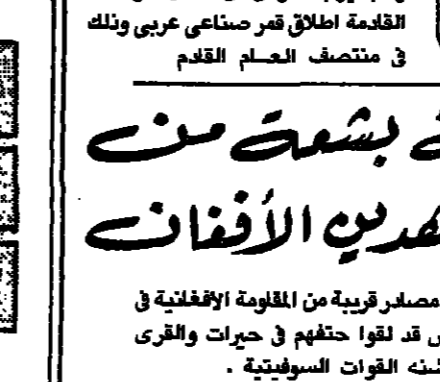 القادمة اطلاق قمر صناعى عربى وذلك
فى منتصف العام القادم
بشعة من
الأفغان
مصادر قريبة من المقاومة الأفغانية فى
قد لقوا حتفهم فى حيرات والقرى
القوات السوفيتية .